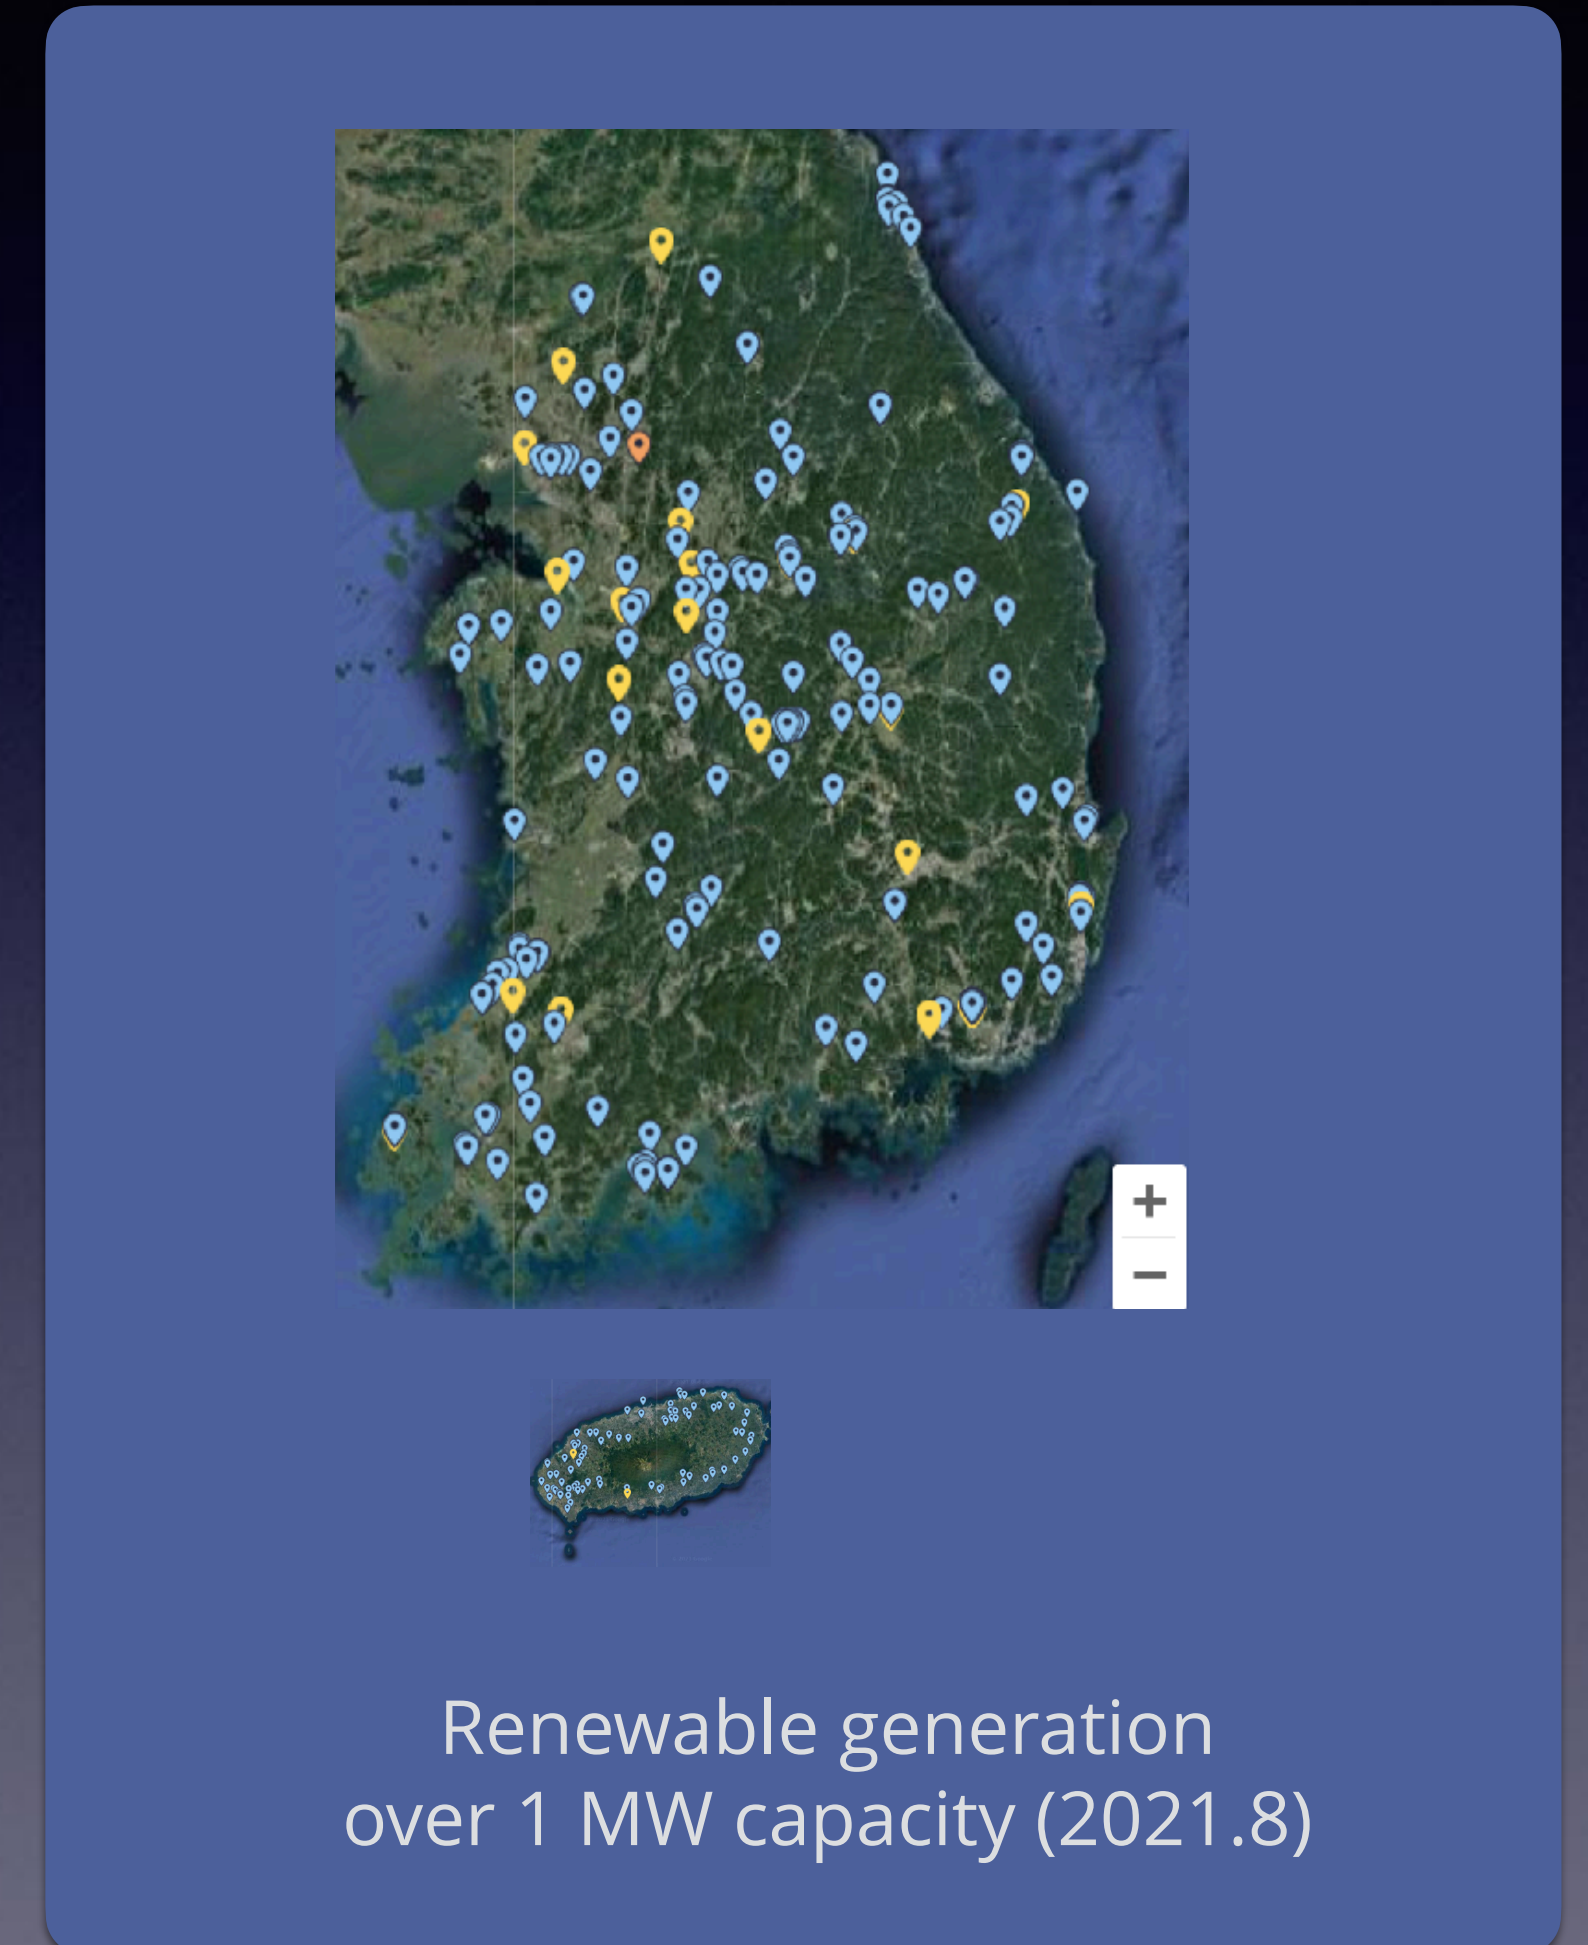 +
−
Renewable generation
over 1 MW capacity (2021.8)